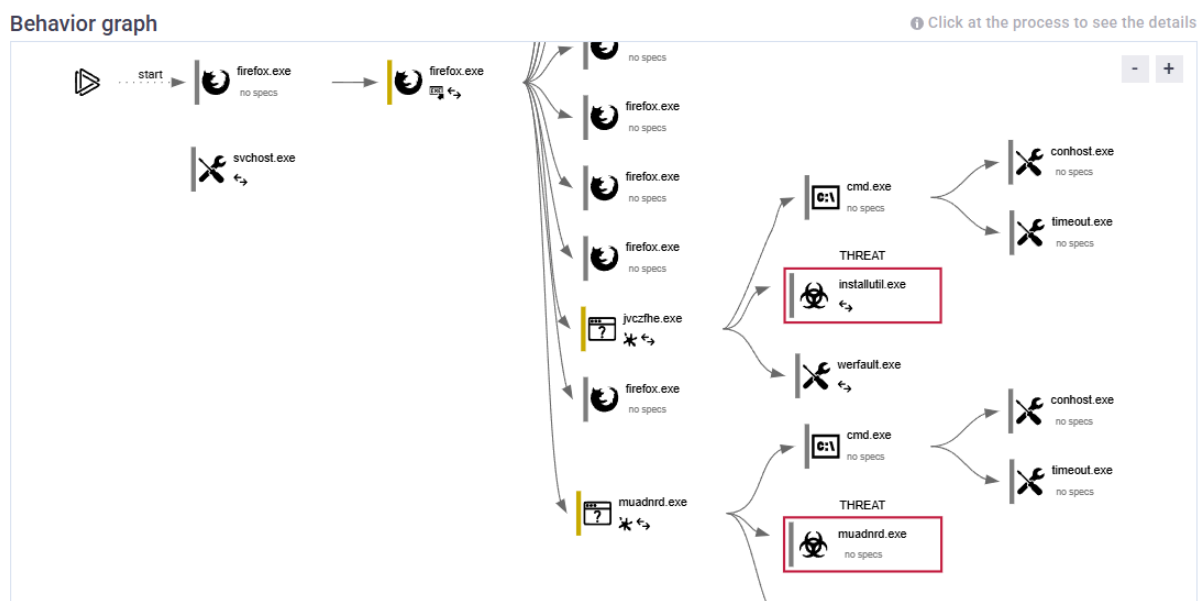 Behavior graph
Click at the process to see the details
- +
start
firefox.exe
no specs
firefox.exe
EXE
svchost.exe
no specs
firefox.exe
no specs
firefox.exe
no specs
firefox.exe
no specs
jvczfhe.exe
?
firefox.exe
no specs
muadnrd.exe
?
cmd.exe
no specs
C:\
THREAT
installutil.exe
werfault.exe
cmd.exe
no specs
C:\
THREAT
muadnrd.exe
no specs
conhost.exe
no specs
timeout.exe
no specs
conhost.exe
no specs
timeout.exe
no specs